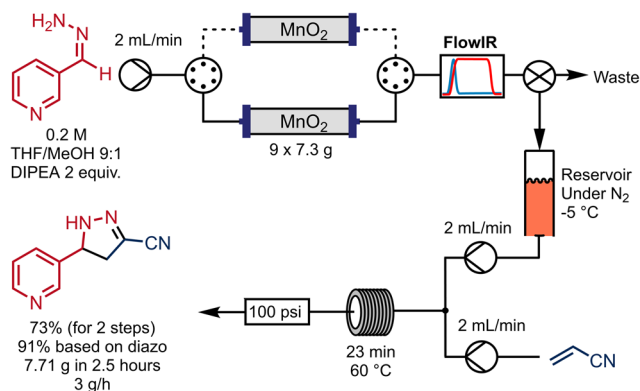 H₂N
N
H
N
0.2 M
THF/MeOH 9:1
DIPEA 2 equiv.
2 mL/min
MnO₂
MnO₂
9 x 7.3 g
FlowIR
Waste
Reservoir
Under N₂
-5 °C
2 mL/min
2 mL/min
CN
23 min
60 °C
100 psi
HN
N
CN
N
73% (for 2 steps)
91% based on diazo
7.71 g in 2.5 hours
3 g/h